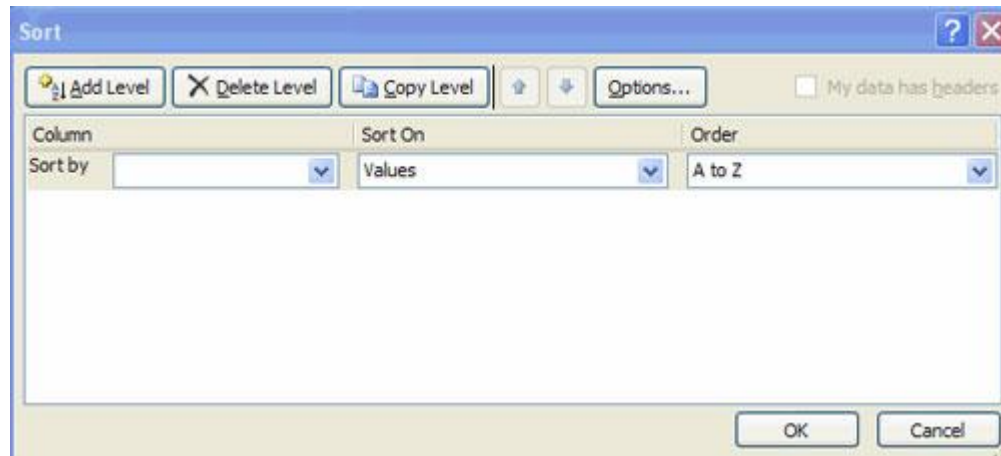 Sort
?
Add Level Delete Level Copy Level Options... My data has headers
Column Sort On Order
Sort by Values A to Z
OK Cancel